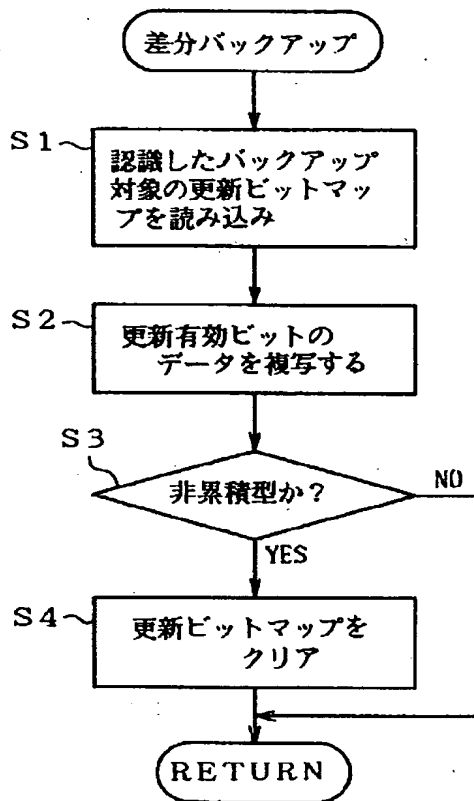 差分バックアップ
S1
認識したバックアップ
対象の更新ビットマッ
プを読み込み
S2
更新有効ビットの
データを複写する
S3
非累積型か?
NO
YES
S4
更新ビットマップを
クリア
RETURN